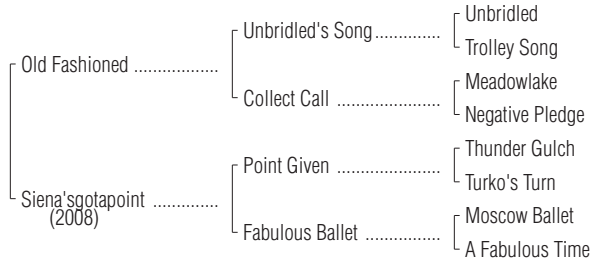 Unbridled
Unbridled's Song..............
Trolley Song
Old Fashioned .................
Meadowlake
Collect Call .....................
Negative Pledge
Thunder Gulch
Point Given .....................
Turko's Turn
Siena'sgotapoint .............
(2008)
Moscow Ballet
Fabulous Ballet ...............
A Fabulous Time